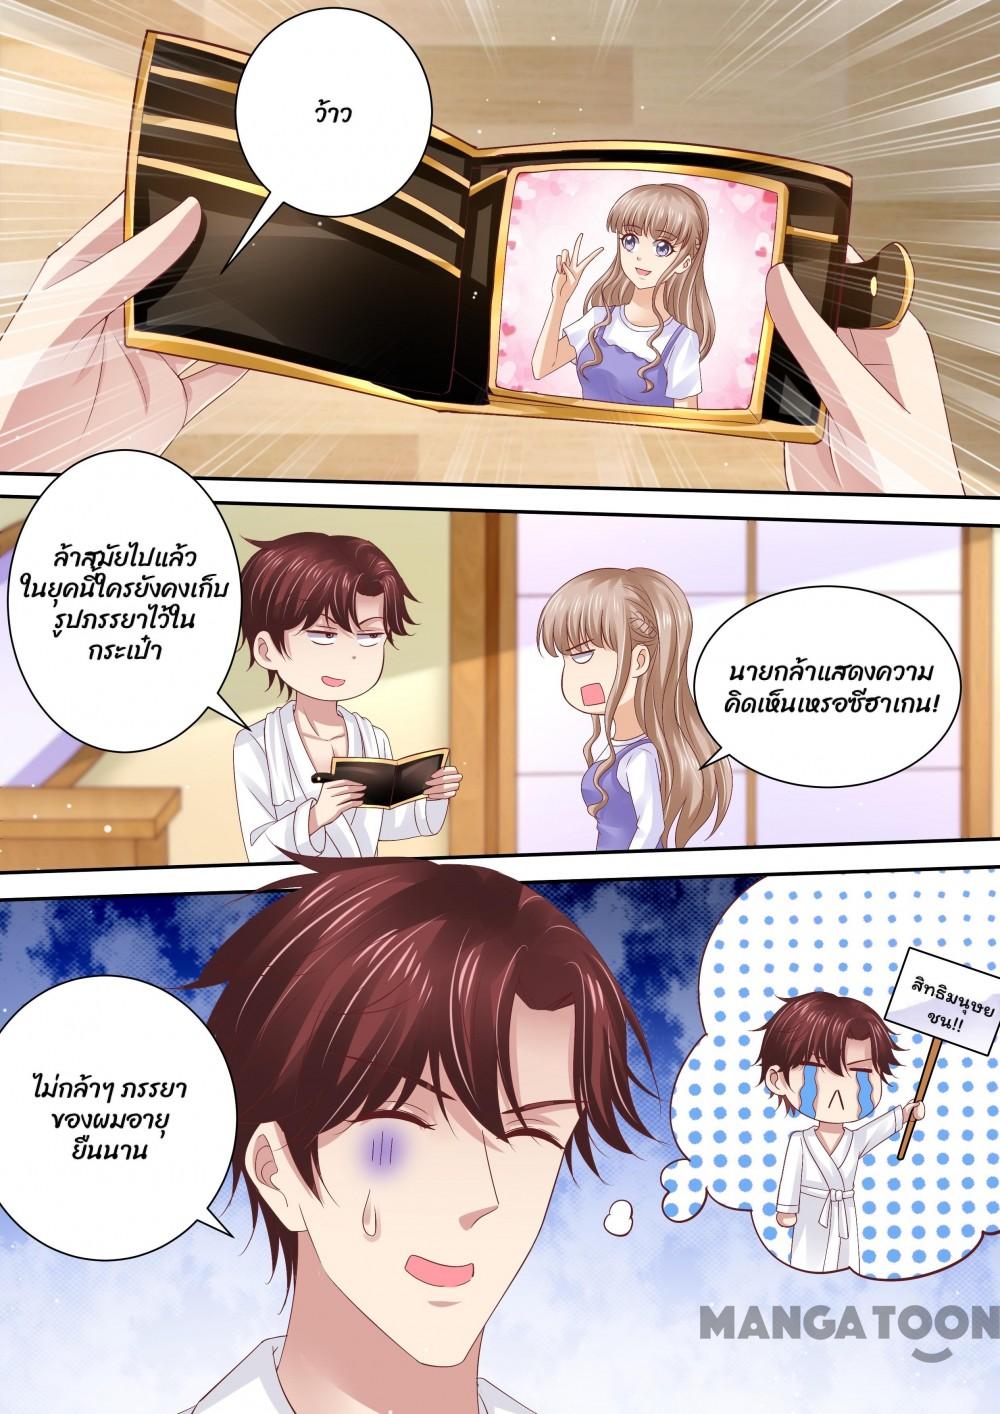 ว้าว
ล้าสมัยไปแล้ว
ในยุคนี้ใครยังคงเก็บ
รูปภรรยาไว้ใน
กระเป๋า
นายกล้าแสดงความ
คิดเห็นเหรอซีฮาเกน!
สิทธิมนุษย
ชน!!
ไม่กล้าๆ ภรรยา
ของผมอายุ
ยืนนาน
MANGATOON